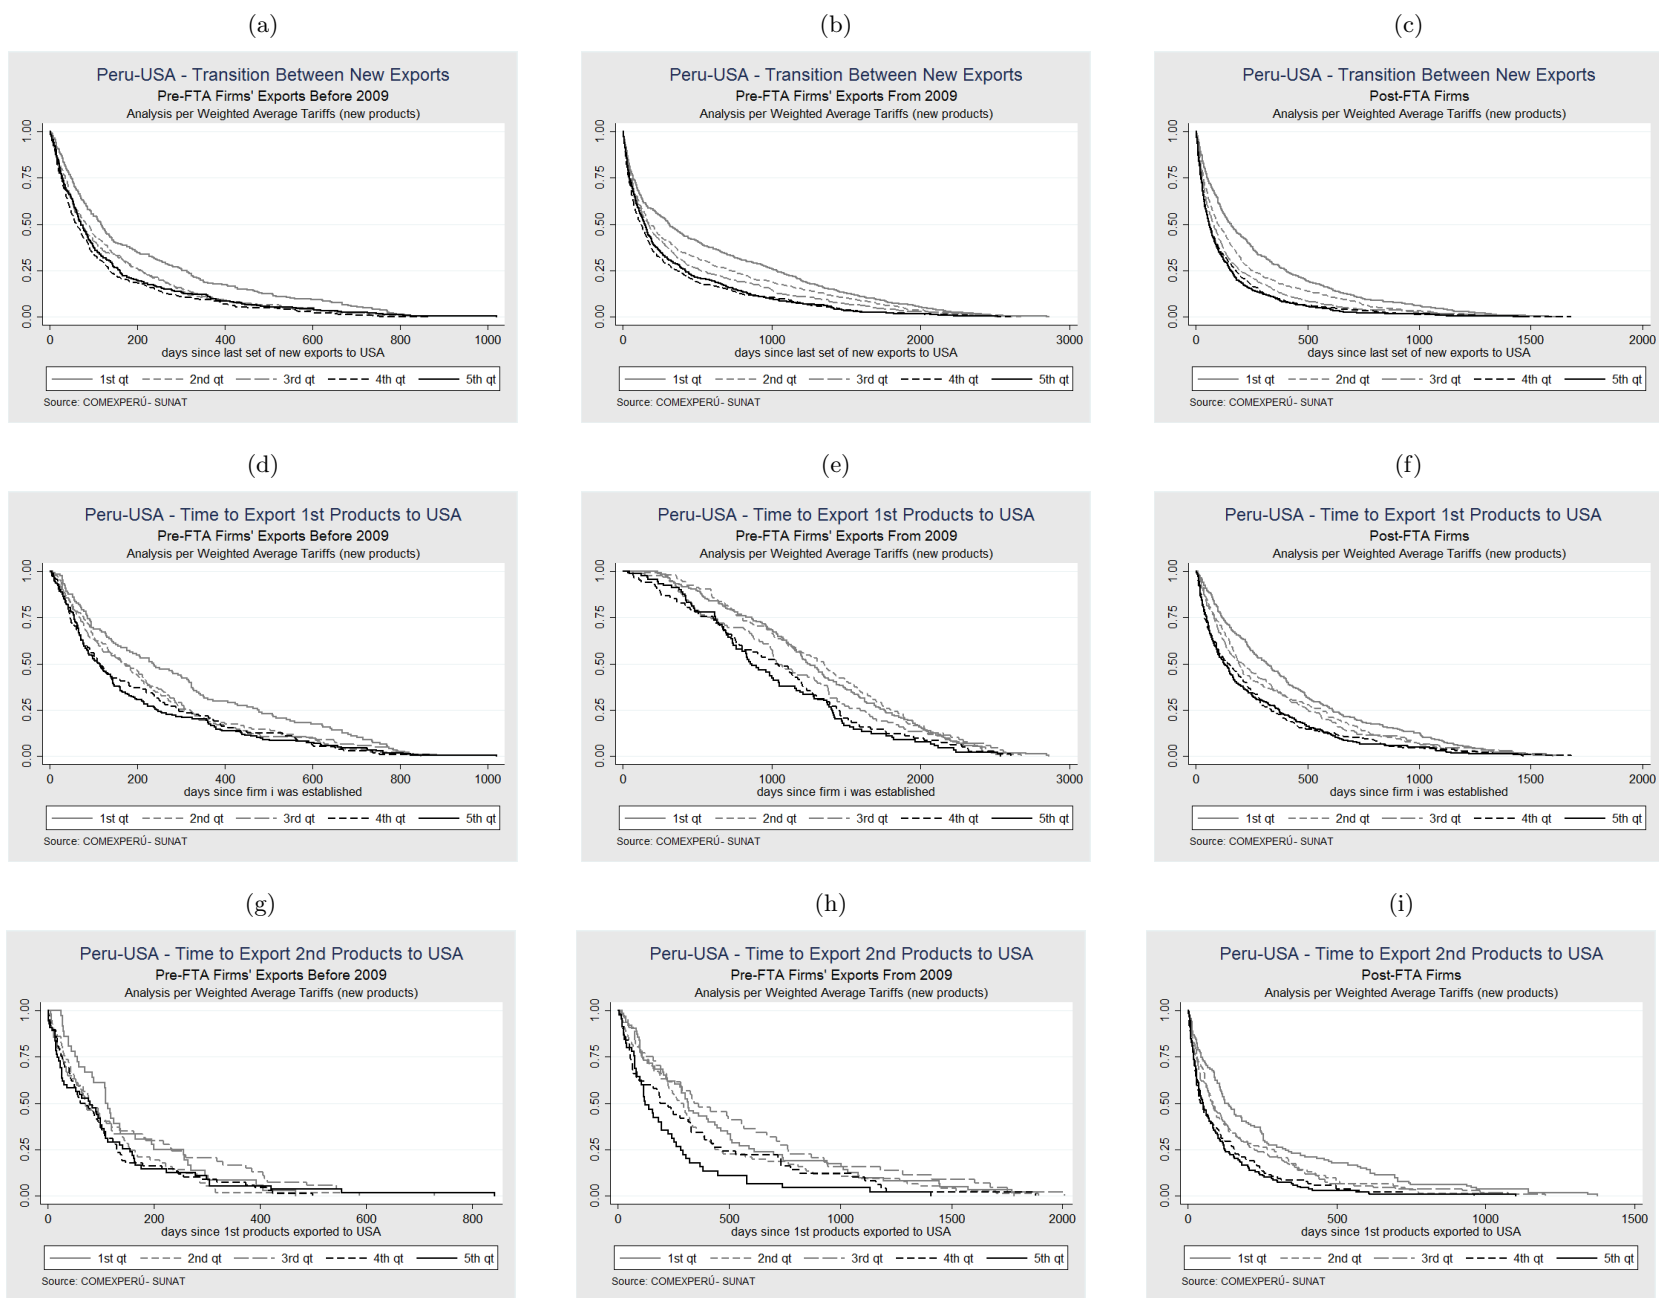 (a)
Peru-USA - Transition Between New Exports
Pre-FTA Firms' Exports Before 2009
Analysis per Weighted Average Tariffs (new products)
1.00
0.75
0.50
0.25
0.00
0 200 400 600 800 1000
days since last set of new exports to USA
1st qt 2nd qt 3rd qt 4th qt 5th qt
Source: COMEXPERÚ- SUNAT
(b)
Peru-USA - Transition Between New Exports
Pre-FTA Firms' Exports From 2009
Analysis per Weighted Average Tariffs (new products)
1.00
0.75
0.50
0.25
0.00
0 1000 2000 3000
days since last set of new exports to USA
1st qt 2nd qt 3rd qt 4th qt 5th qt
Source: COMEXPERÚ- SUNAT
(c)
Peru-USA - Transition Between New Exports
Post-FTA Firms
Analysis per Weighted Average Tariffs (new products)
1.00
0.75
0.50
0.25
0.00
0 500 1000 1500 2000
days since last set of new exports to USA
1st qt 2nd qt 3rd qt 4th qt 5th qt
Source: COMEXPERÚ- SUNAT
(d)
Peru-USA - Time to Export 1st Products to USA
Pre-FTA Firms' Exports Before 2009
Analysis per Weighted Average Tariffs (new products)
1.00
0.75
0.50
0.25
0.00
0 200 400 600 800 1000
days since firm i was established
1st qt 2nd qt 3rd qt 4th qt 5th qt
Source: COMEXPERÚ- SUNAT
(e)
Peru-USA - Time to Export 1st Products to USA
Pre-FTA Firms' Exports From 2009
Analysis per Weighted Average Tariffs (new products)
1.00
0.75
0.50
0.25
0.00
0 1000 2000 3000
days since firm i was established
1st qt 2nd qt 3rd qt 4th qt 5th qt
Source: COMEXPERÚ- SUNAT
(f)
Peru-USA - Time to Export 1st Products to USA
Post-FTA Firms
Analysis per Weighted Average Tariffs (new products)
1.00
0.75
0.50
0.25
0.00
0 500 1000 1500 2000
days since firm i was established
1st qt 2nd qt 3rd qt 4th qt 5th qt
Source: COMEXPERÚ- SUNAT
(g)
Peru-USA - Time to Export 2nd Products to USA
Pre-FTA Firms' Exports Before 2009
Analysis per Weighted Average Tariffs (new products)
1.00
0.75
0.50
0.25
0.00
0 200 400 600 800
days since 1st products exported to USA
1st qt 2nd qt 3rd qt 4th qt 5th qt
Source: COMEXPERÚ- SUNAT
(h)
Peru-USA - Time to Export 2nd Products to USA
Pre-FTA Firms' Exports From 2009
Analysis per Weighted Average Tariffs (new products)
1.00
0.75
0.50
0.25
0.00
0 500 1000 1500 2000
days since 1st products exported to USA
1st qt 2nd qt 3rd qt 4th qt 5th qt
Source: COMEXPERÚ- SUNAT
(i)
Peru-USA - Time to Export 2nd Products to USA
Post-FTA Firms
Analysis per Weighted Average Tariffs (new products)
1.00
0.75
0.50
0.25
0.00
0 500 1000 1500
days since 1st products exported to USA
1st qt 2nd qt 3rd qt 4th qt 5th qt
Source: COMEXPERÚ- SUNAT